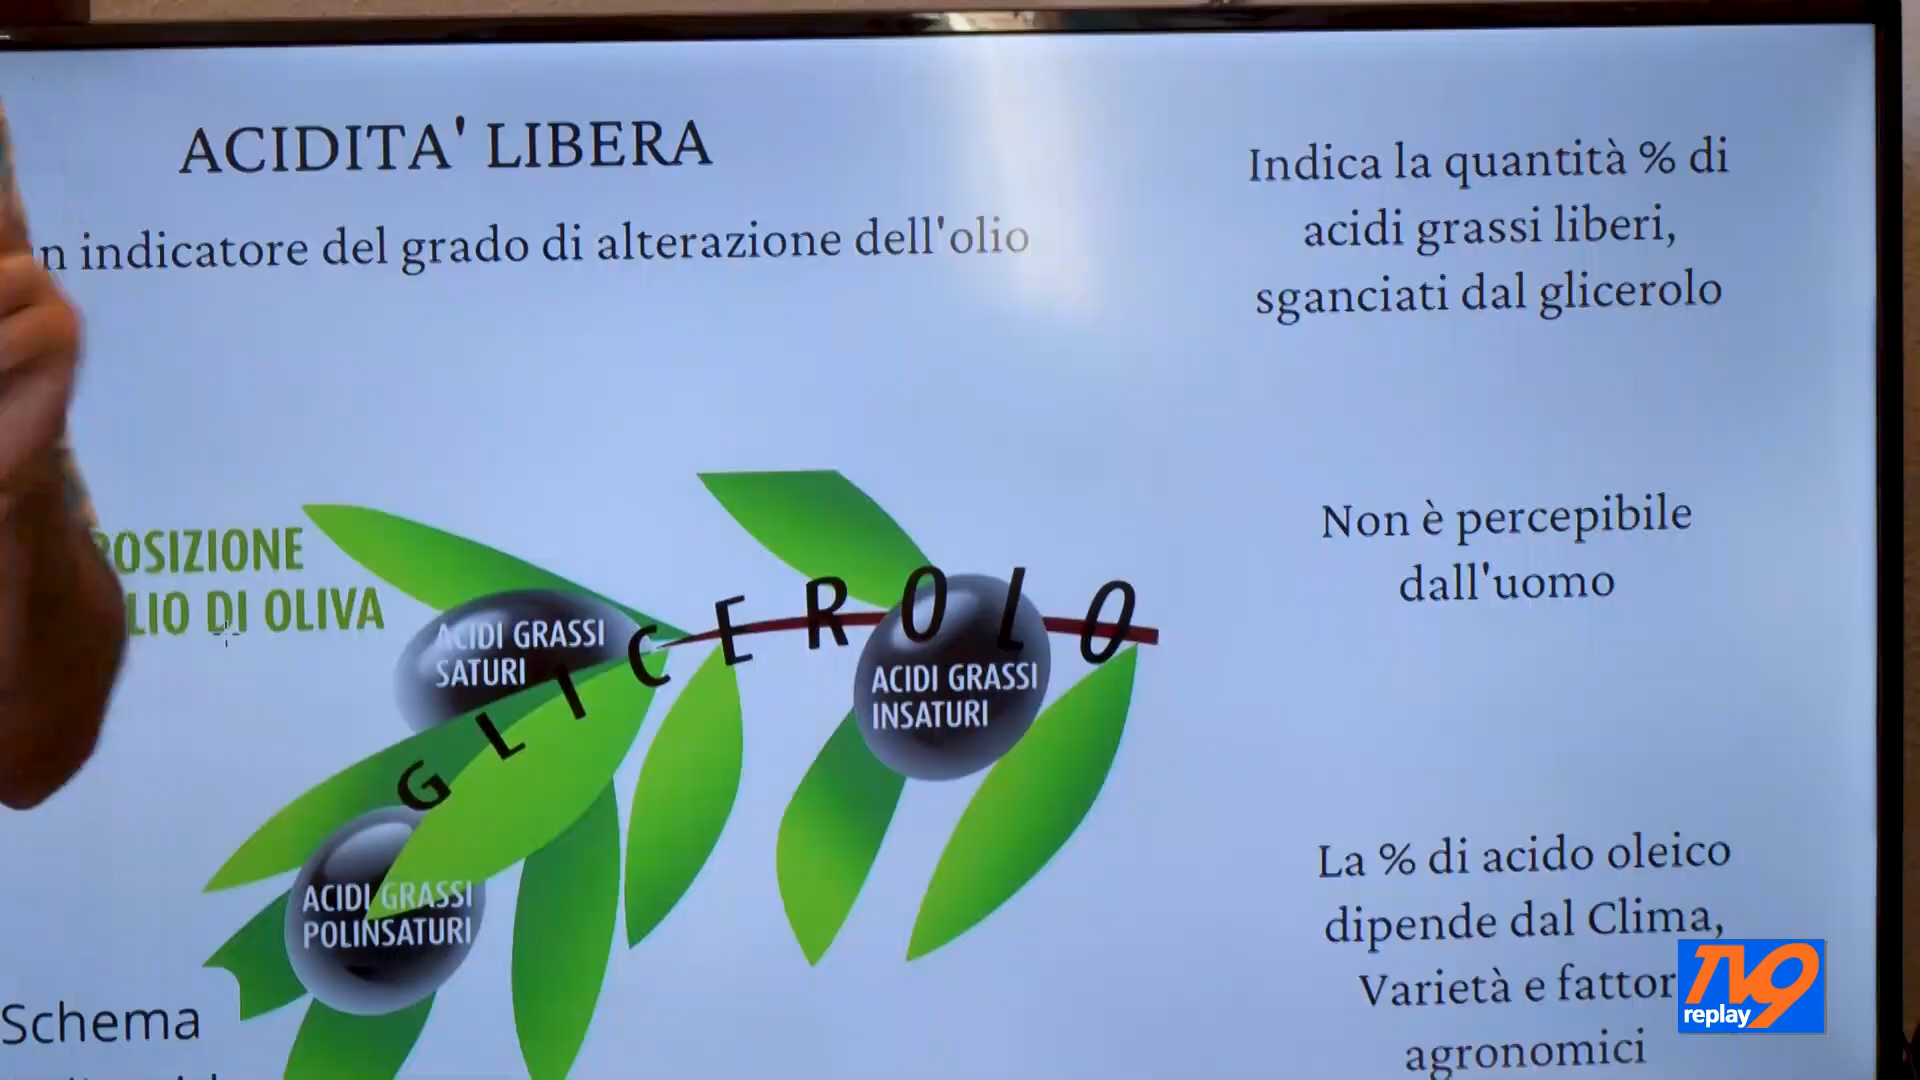 ACIDITA' LIBERA
indicatore del grado di alterazione dell'olio
Indica la quantità % di
acidi grassi liberi,
sganciati dal glicerolo
Non è percepibile
dall'uomo
La % di acido oleico
dipende dal Clima,
Varietà e fattor
agronomici
OSIZIONE
LIO DI OLIVA
ACIDI GRASSI
SATURI
GLICEROLO
ACIDI GRASSI
INSATURI
ACIDI GRASSI
POLINSATURI
Schema
TV9
replay